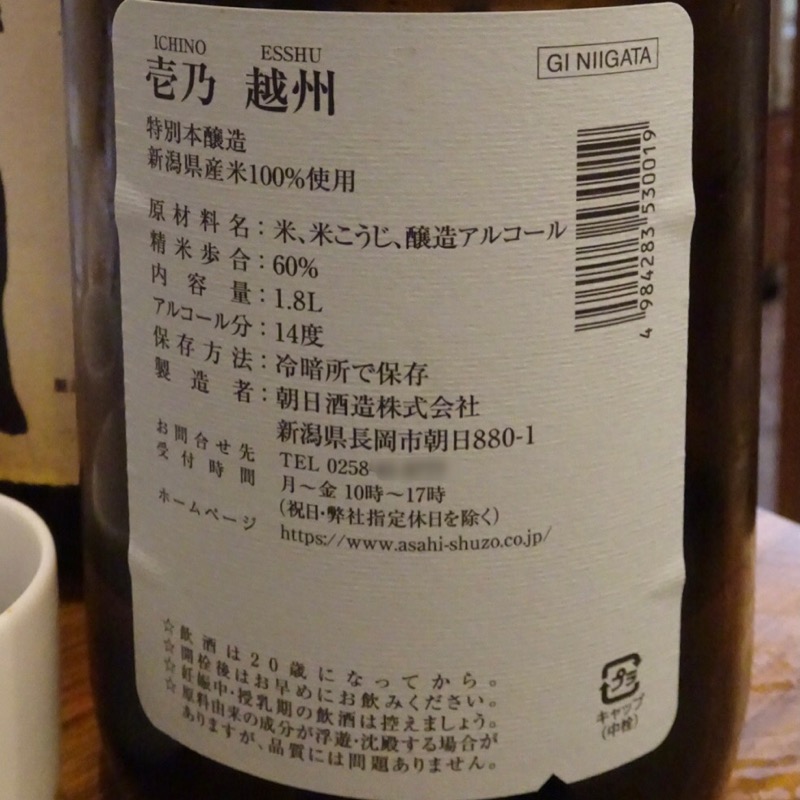 ICHINO ESSHU
壱乃 越州
GI NIIGATA
特別本醸造
新潟県産米100%使用
原材料名：米、米こうじ、醸造アルコール
精米歩合：60%
内容量：1.8L
アルコール分：14度
保存方法：冷暗所で保存
製造者：朝日酒造株式会社
新潟県長岡市朝日880-1
お問合せ先 TEL 0258
受付時間 月～金 10時～17時
(祝日・弊社指定休日を除く)
ホームページ https://www.asahi-shuzo.co.jp/
4 984283 530019
☆飲酒は20歳になってから。
☆開栓後はお早めにお飲みください。
☆妊娠中・授乳期の飲酒は控えましょう。
☆原料由来の成分が浮遊・沈殿する場合が
ありますが、品質には問題ありません。
プラ
キャップ
(中栓)